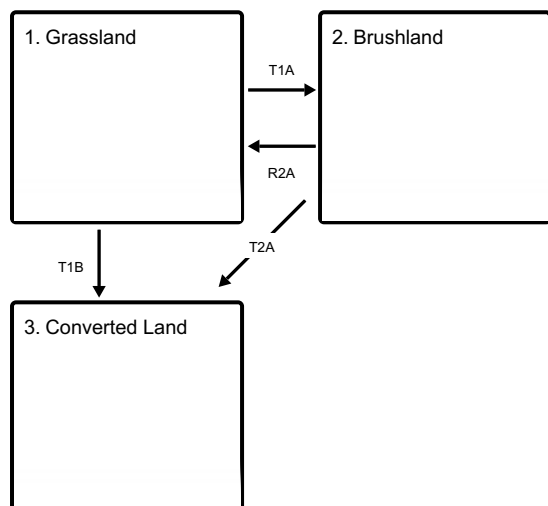 1. Grassland
2. Brushland
T1A
R2A
T2A
T1B
3. Converted Land